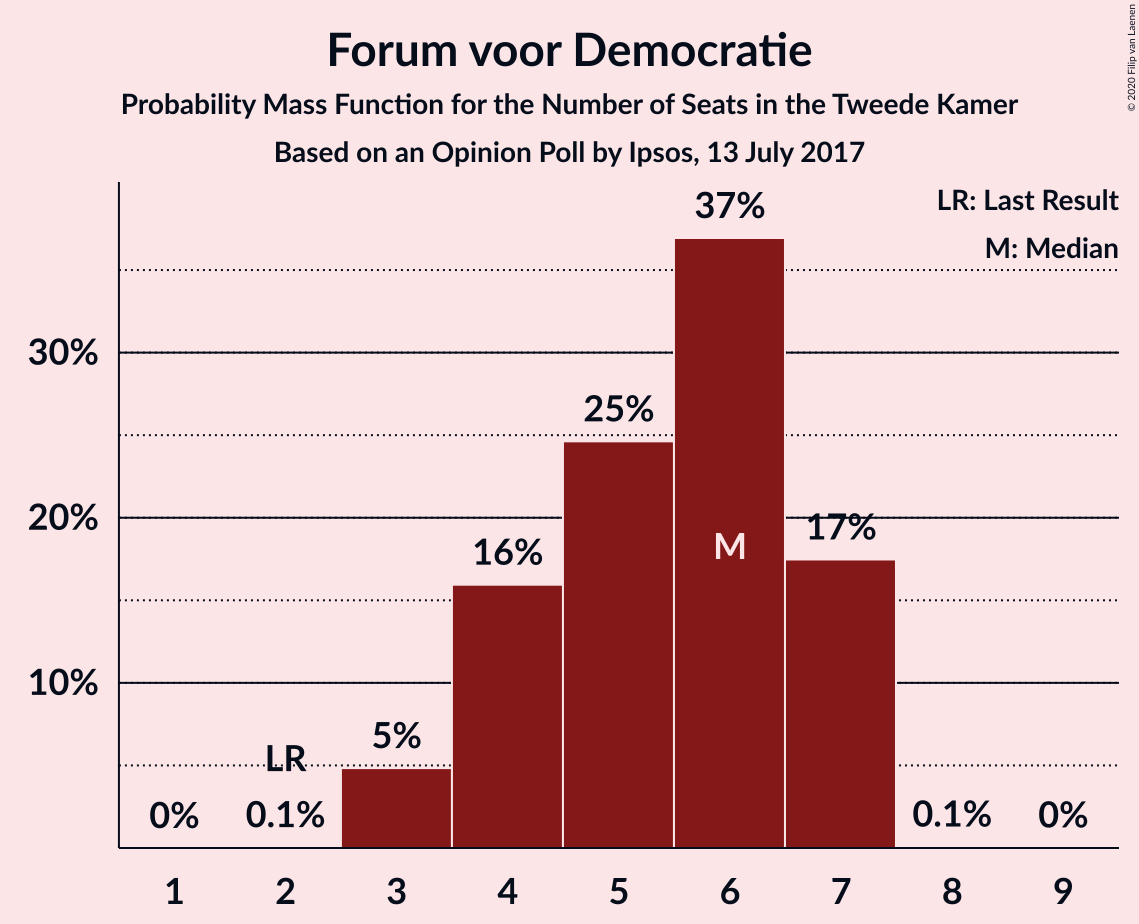 Forum voor Democratie
Probability Mass Function for the Number of Seats in the Tweede Kamer
Based on an Opinion Poll by Ipsos, 13 July 2017
© 2020 Filip van Laenen
LR: Last Result
M: Median
37%
30%
25%
20%
17%
16%
M
10%
5%
LR
0%
0.1%
0.1%
0%
1 2 3 4 5 6 7 8 9